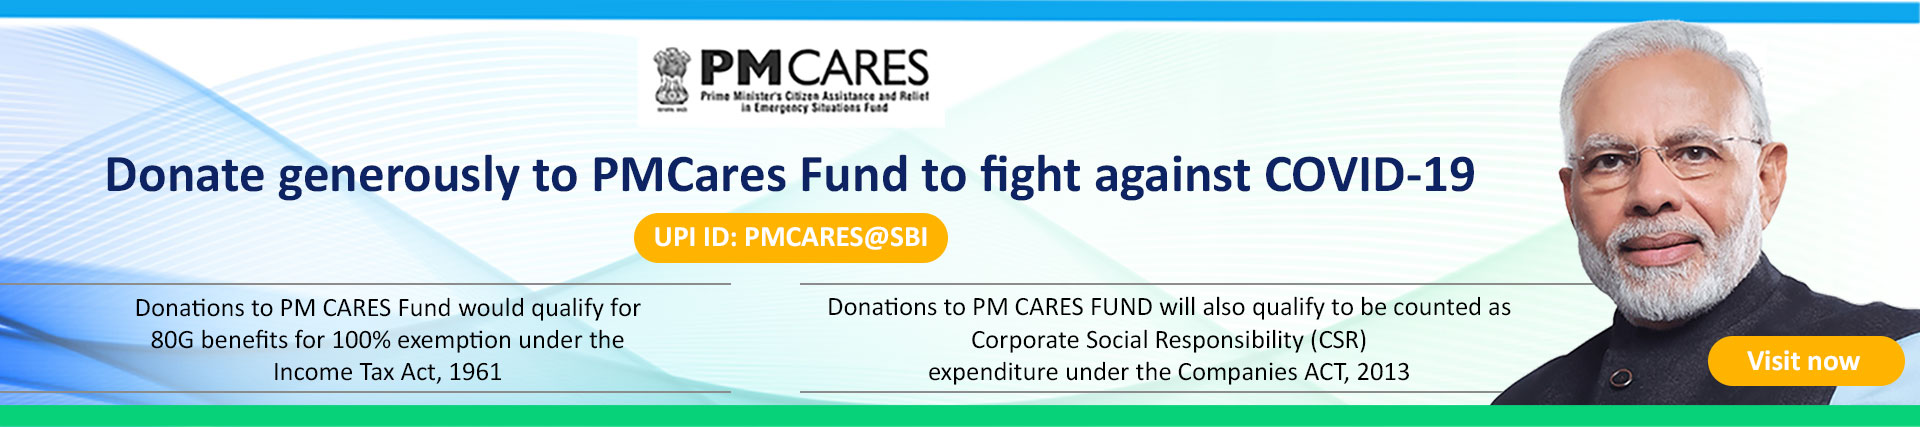 PMCARES
Prime Minister's Citizen Assistance and Relief
in Emergency Situations Fund
Donate generously to PMCares Fund to fight against COVID-19
UPI ID: PMCARES@SBI
Donations to PM CARES Fund would qualify for
80G benefits for 100% exemption under the
Income Tax Act, 1961
Donations to PM CARES FUND will also qualify to be counted as
Corporate Social Responsibility (CSR)
expenditure under the Companies ACT, 2013
Visit now